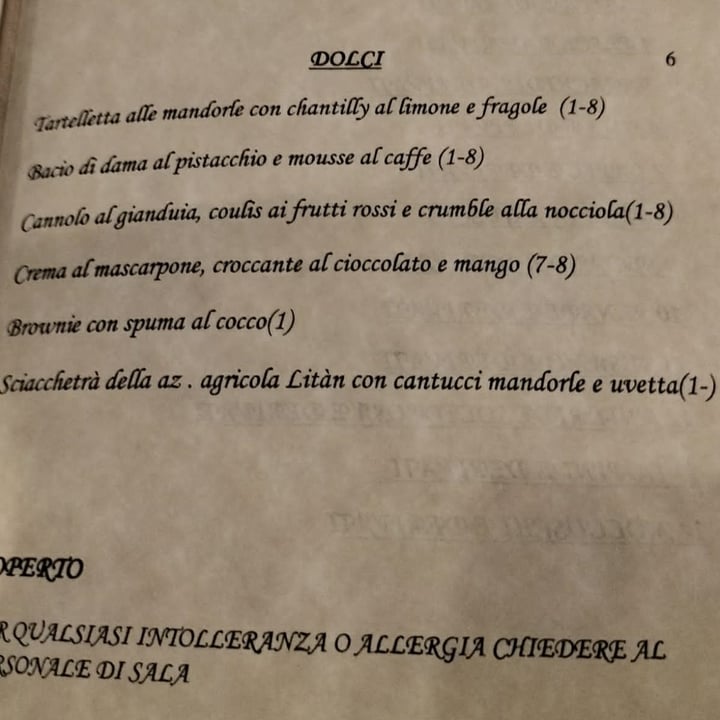 DOLCI 6
Tartelletta alle mandorle con chantilly al limone e fragole (1-8)
Bacio di dama al pistacchio e mousse al caffe (1-8)
Cannolo al gianduia, coulis ai frutti rossi e crumble alla nocciola(1-8)
Crema al mascarpone, croccante al cioccolato e mango (7-8)
Brownie con spuma al cocco(1)
Sciacchetrà della az . agricola Litàn con cantucci mandorle e uvetta(1-)
OPERTO
R QUALSIASI INTOLLERANZA O ALLERGIA CHIEDERE AL
RSONALE DI SALA